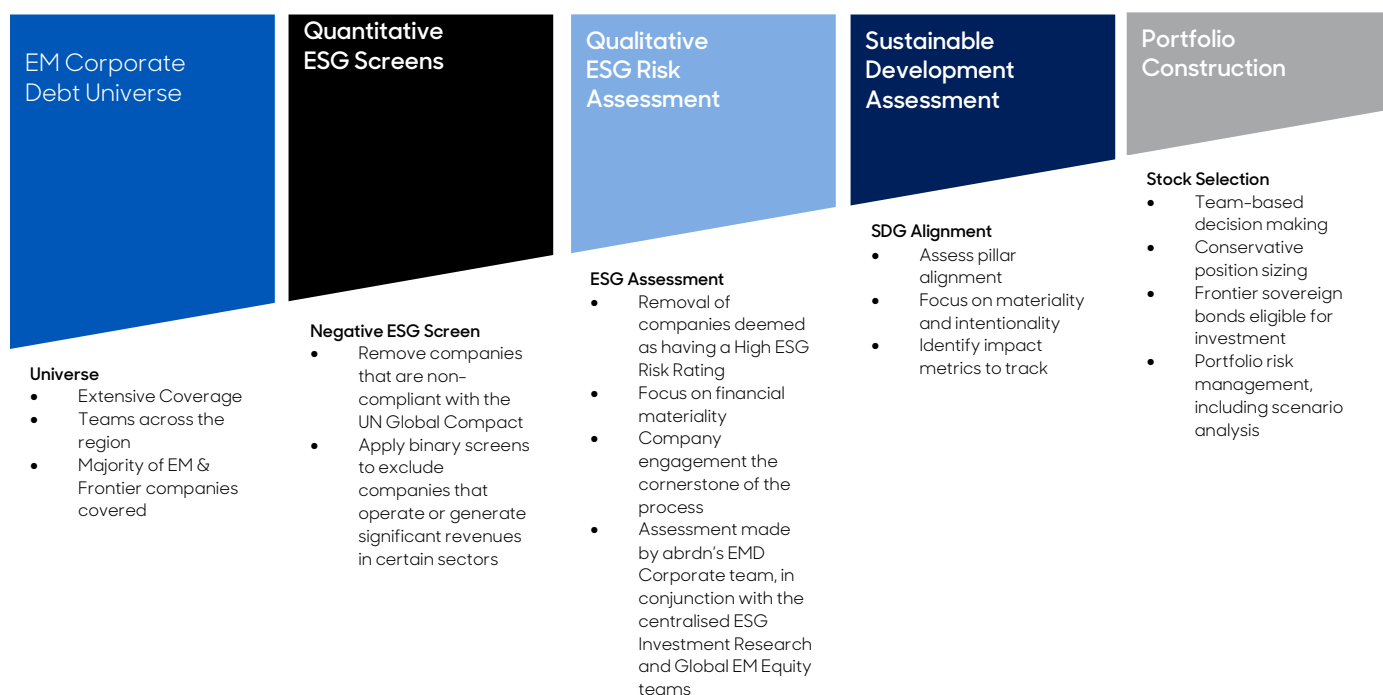 EM Corporate
Debt Universe
Universe
• Extensive Coverage
• Teams across the
region
• Majority of EM &
Frontier companies
covered
Quantitative
ESG Screens
Negative ESG Screen
• Remove companies
that are non-
compliant with the
UN Global Compact
• Apply binary screens
to exclude
companies that
operate or generate
significant revenues
in certain sectors
Qualitative
ESG Risk
Assessment
ESG Assessment
• Removal of
companies deemed
as having a High ESG
Risk Rating
• Focus on financial
materiality
• Company
engagement the
cornerstone of the
process
• Assessment made
by abrdn’s EMD
Corporate team, in
conjunction with the
centralised ESG
Investment Research
and Global EM Equity
teams
Sustainable
Development
Assessment
SDG Alignment
• Assess pillar
alignment
• Focus on materiality
and intentionality
• Identify impact
metrics to track
Portfolio
Construction
Stock Selection
• Team-based
decision making
• Conservative
position sizing
• Frontier sovereign
bonds eligible for
investment
• Portfolio risk
management,
including scenario
analysis